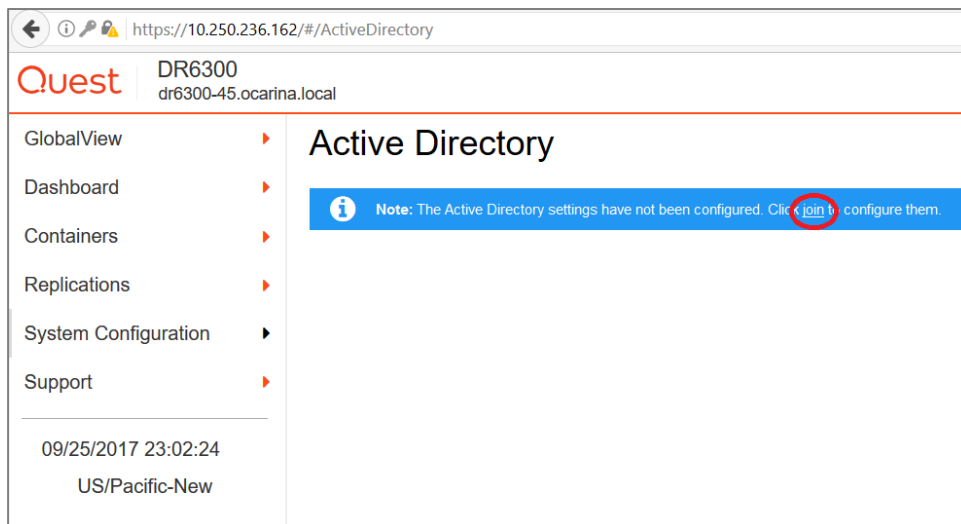 https://10.250.236.162/#/ActiveDirectory
Quest
DR6300
dr6300-45.ocarina.local
GlobalView
Dashboard
Containers
Replications
System Configuration
Support
09/25/2017 23:02:24
US/Pacific-New
Active Directory
Note: The Active Directory settings have not been configured. Click join to configure them.